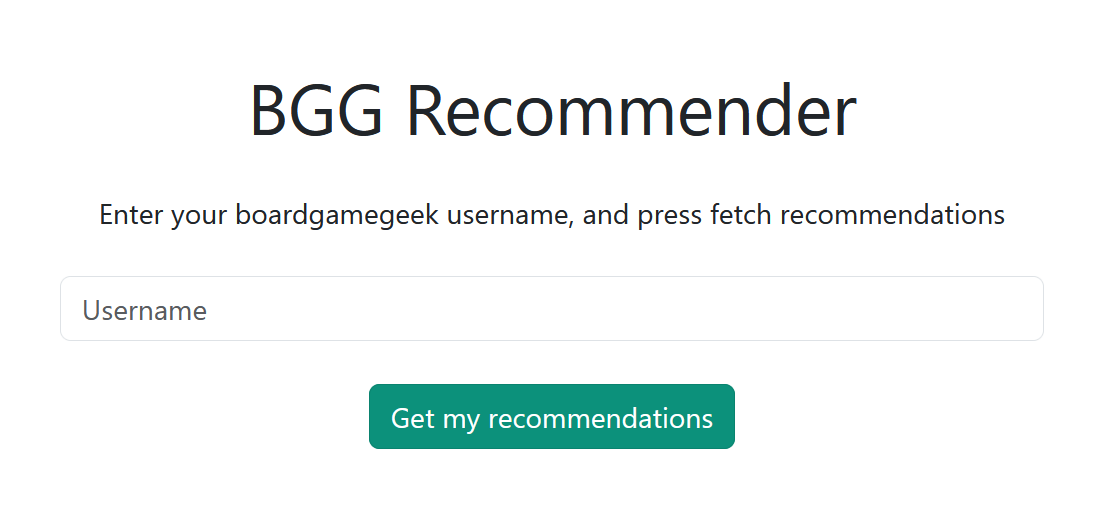 BGG Recommender
Enter your boardgamegeek username, and press fetch recommendations
Username
Get my recommendations